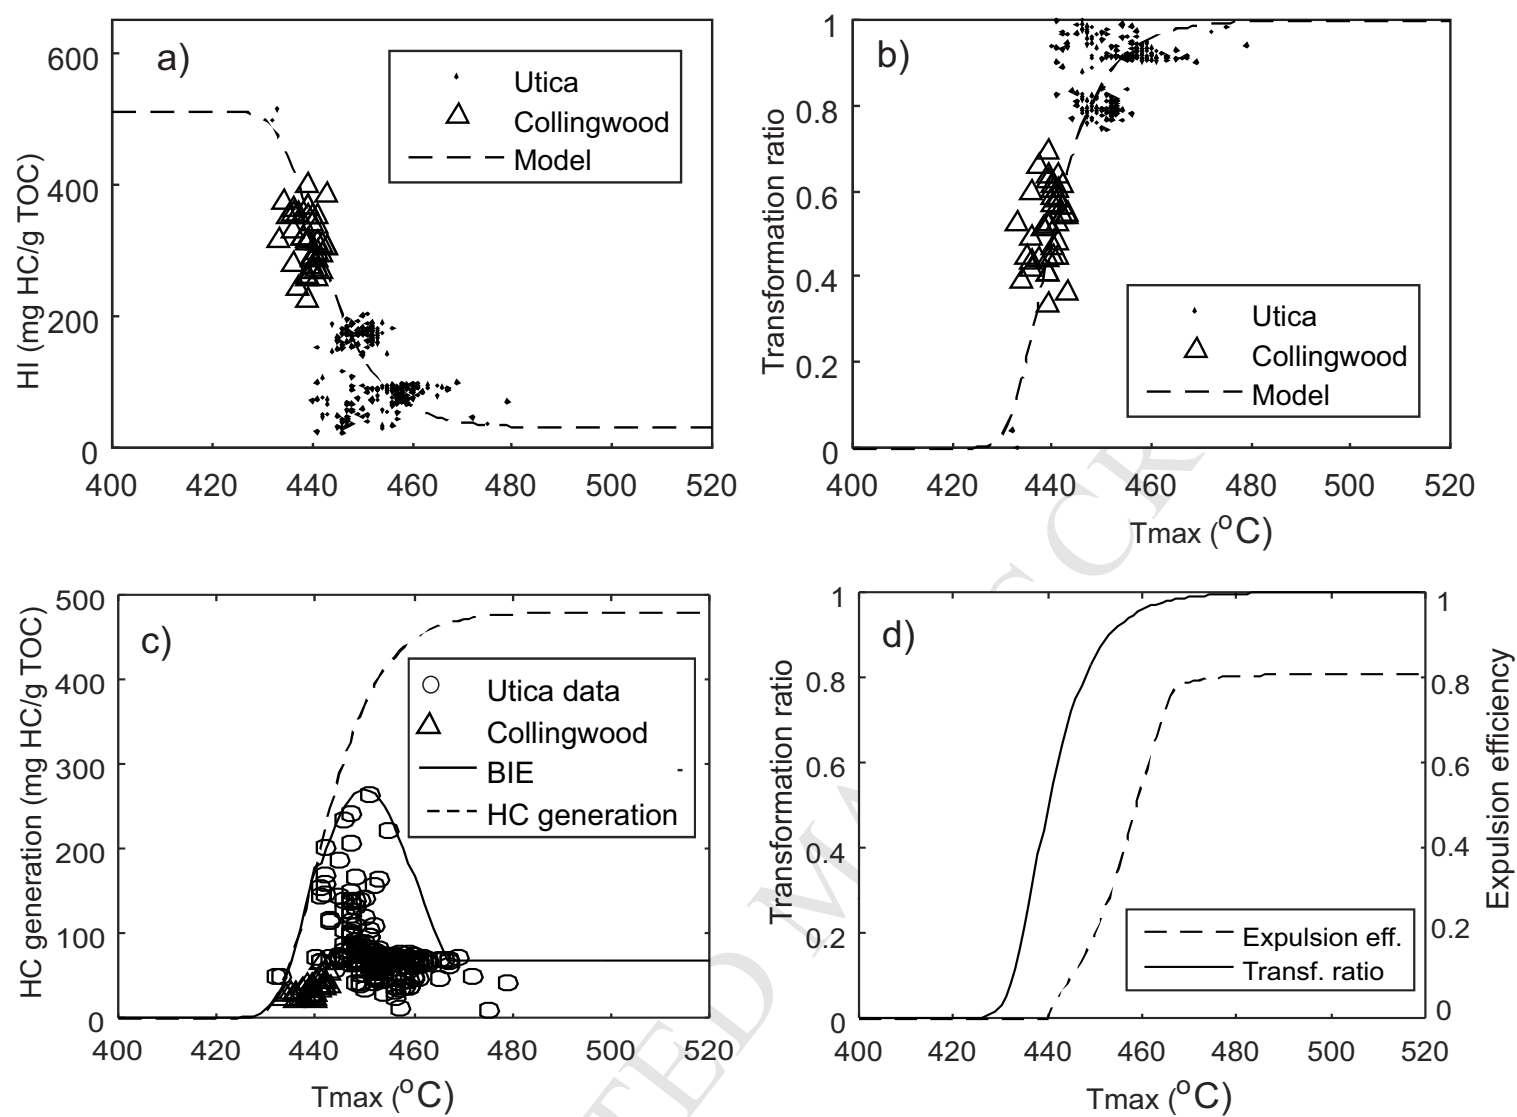 a)
HI (mg HC/g TOC)
600
400
200
0
400 420 440 460 480 500 520
Utica
Collingwood
Model
b)
Transformation ratio
1
0.8
0.6
0.4
0.2
0
400 420 440 460 480 500 520
Tmax (oC)
Utica
Collingwood
Model
c)
HC generation (mg HC/g TOC)
500
400
300
200
100
0
400 420 440 460 480 500 520
Tmax (oC)
Utica data
Collingwood
BIE
HC generation
d)
Transformation ratio
1
0.8
0.6
0.4
0.2
0
400 420 440 460 480 500 520
Tmax (oC)
Expulsion efficiency
1
0.8
0.6
0.4
0.2
0
Expulsion eff.
Transf. ratio